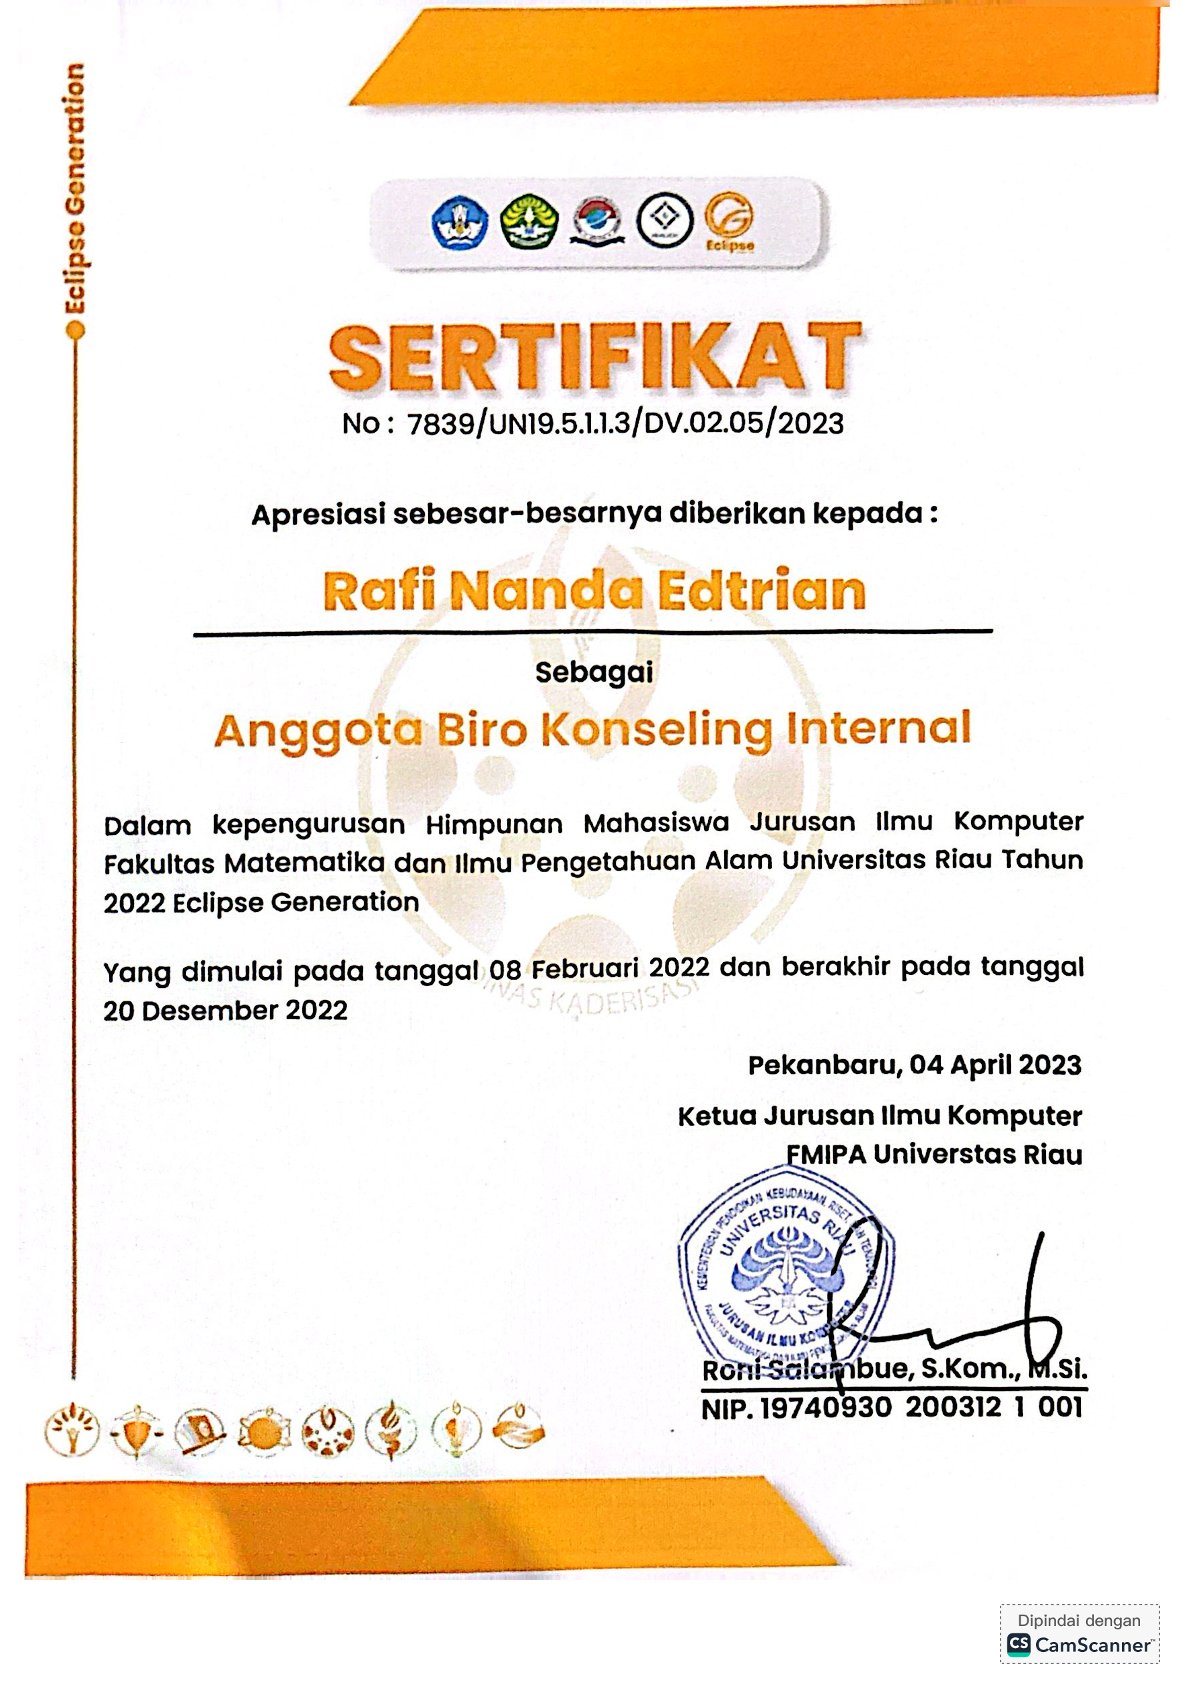 Eclipse Generation
Eclipse
SERTIFIKAT
No : 7839/UN19.5.1.1.3/DV.02.05/2023
Apresiasi sebesar-besarnya diberikan kepada :
Rafi Nanda Edtrian
Sebagai
Anggota Biro Konseling Internal
Dalam kepengurusan Himpunan Mahasiswa Jurusan Ilmu Komputer
Fakultas Matematika dan Ilmu Pengetahuan Alam Universitas Riau Tahun
2022 Eclipse Generation
Yang dimulai pada tanggal 08 Februari 2022 dan berakhir pada tanggal
20 Desember 2022
DINAS KADERISASI
Pekanbaru, 04 April 2023
Ketua Jurusan Ilmu Komputer
FMIPA Universtas Riau
KEMENTERIAN PENDIDIKAN KEBUDAYAAN, RISET, DAN
UNIVERSITAS RIAU
JURUSAN ILMU KOMPUTER
FAKULTAS MATEMATIKA DAN ILMU PENGETAHUAN ALAM
Roni Salambue, S.Kom., M.Si.
NIP. 19740930 200312 1 001
Dipindai dengan
CS CamScanner